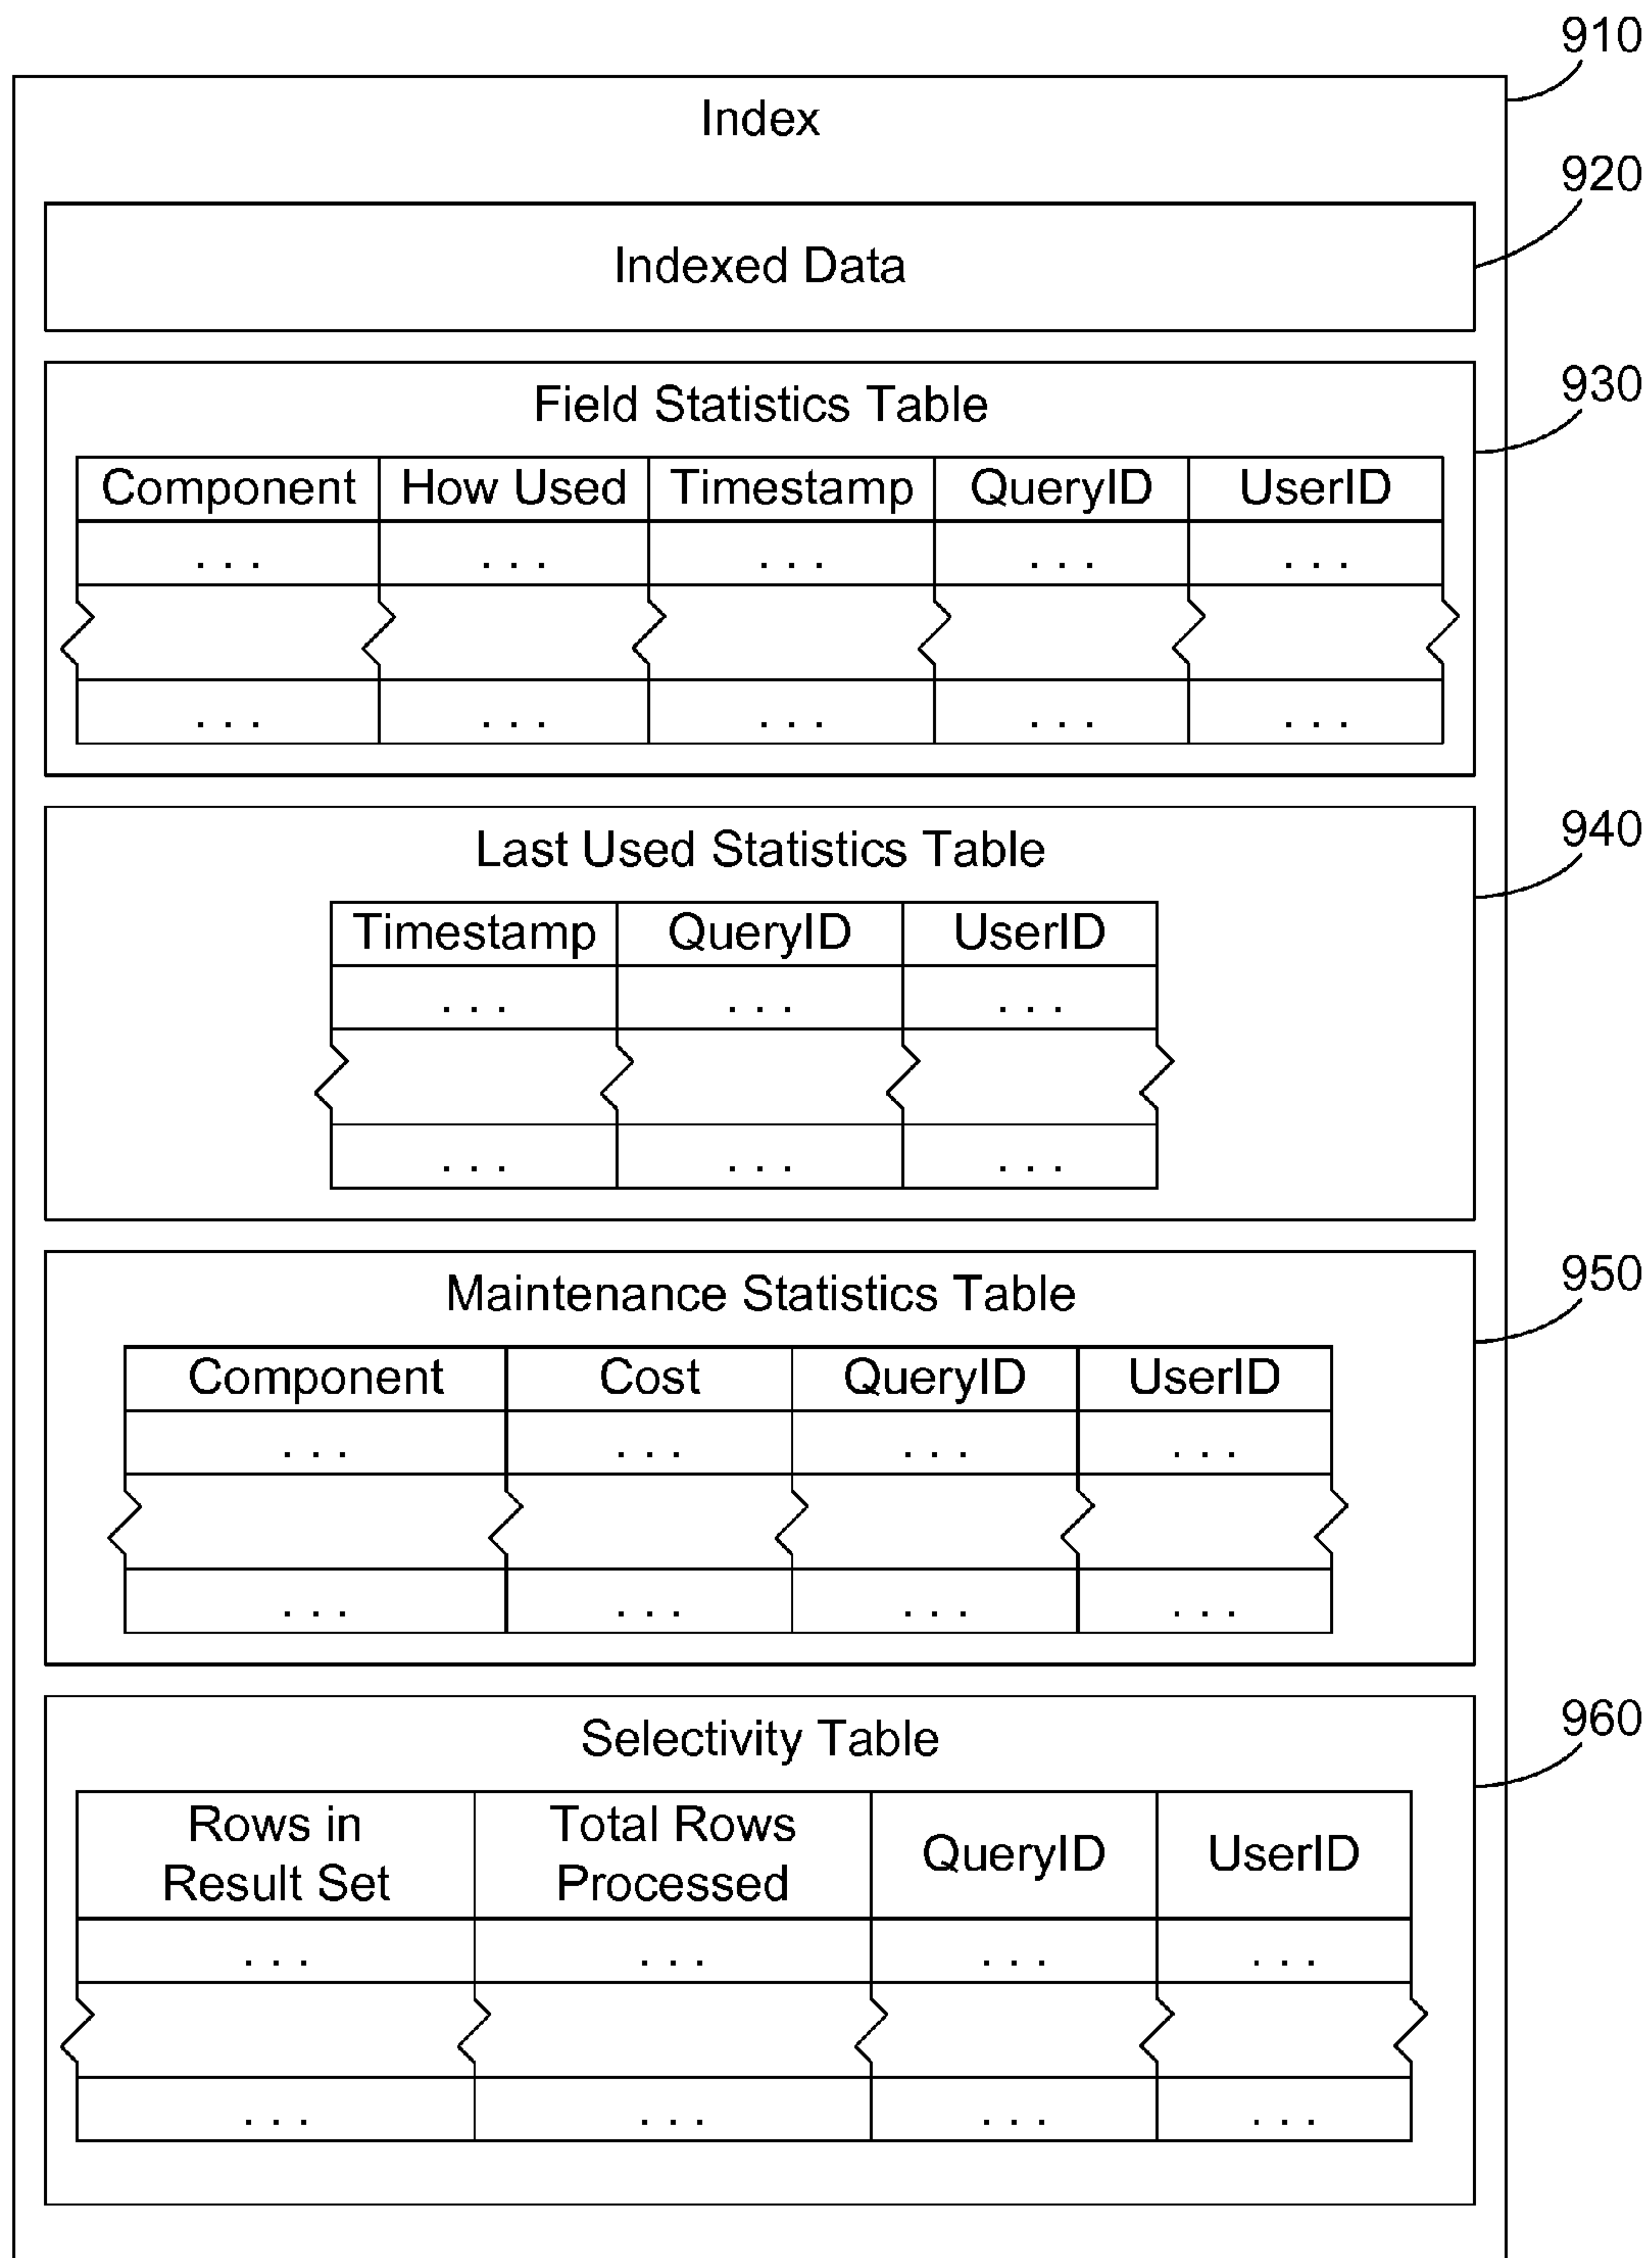 910
Index
920
Indexed Data
930
Field Statistics Table
Component How Used Timestamp QueryID UserID
. . . . . . . . . . . . . . .
. . . . . . . . . . . . . . .
940
Last Used Statistics Table
Timestamp QueryID UserID
. . . . . . . . .
. . . . . . . . .
950
Maintenance Statistics Table
Component Cost QueryID UserID
. . . . . . . . . . . .
. . . . . . . . . . . .
960
Selectivity Table
Rows in Result Set Total Rows Processed QueryID UserID
. . . . . . . . . . . .
. . . . . . . . . . . .